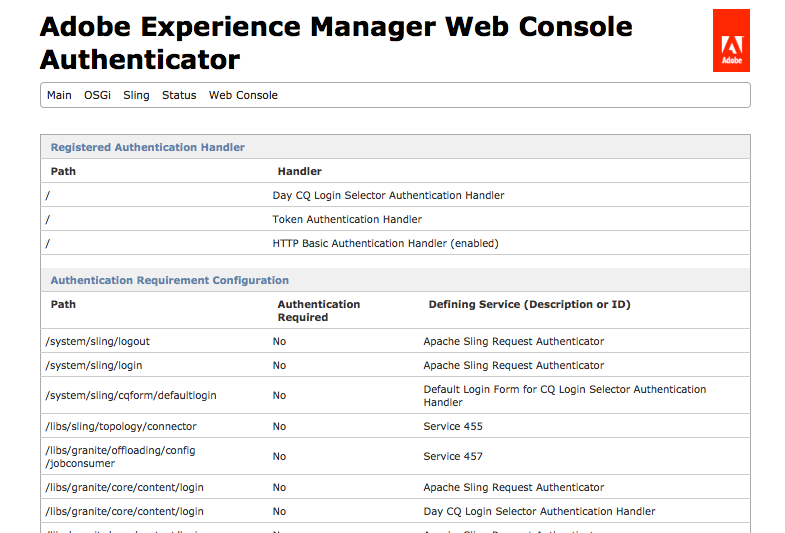 Adobe Experience Manager Web Console
Authenticator
Adobe
Main OSGi Sling Status Web Console
Registered Authentication Handler
Path Handler
/ Day CQ Login Selector Authentication Handler
/ Token Authentication Handler
/ HTTP Basic Authentication Handler (enabled)
Authentication Requirement Configuration
Path Authentication Required Defining Service (Description or ID)
/system/sling/logout No Apache Sling Request Authenticator
/system/sling/login No Apache Sling Request Authenticator
/system/sling/cqform/defaultlogin No Default Login Form for CQ Login Selector Authentication
Handler
/libs/sling/topology/connector No Service 455
/libs/granite/offloading/config
/jobconsumer No Service 457
/libs/granite/core/content/login No Apache Sling Request Authenticator
/libs/granite/core/content/login No Day CQ Login Selector Authentication Handler